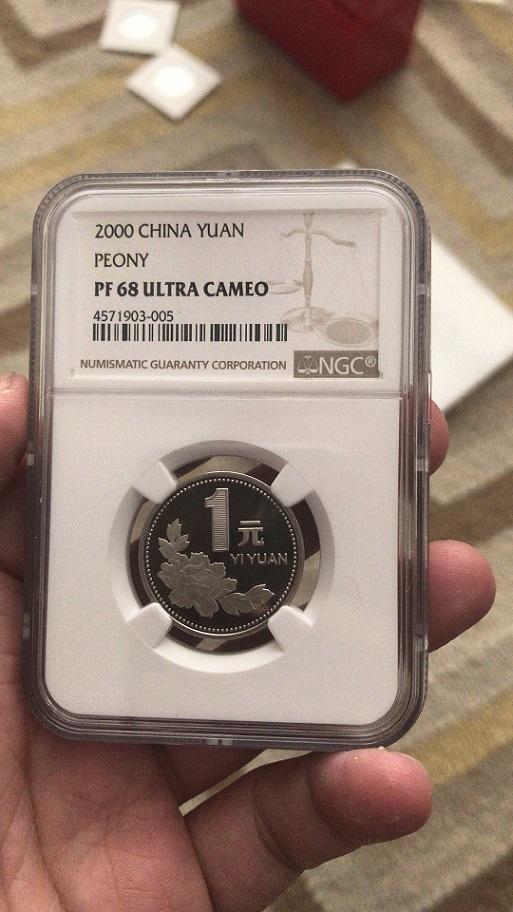 2000 CHINA YUAN
PEONY
PF 68 ULTRA CAMEO
4571903-005
NUMISMATIC GUARANTY CORPORATION
NGC®
1元
YI YUAN